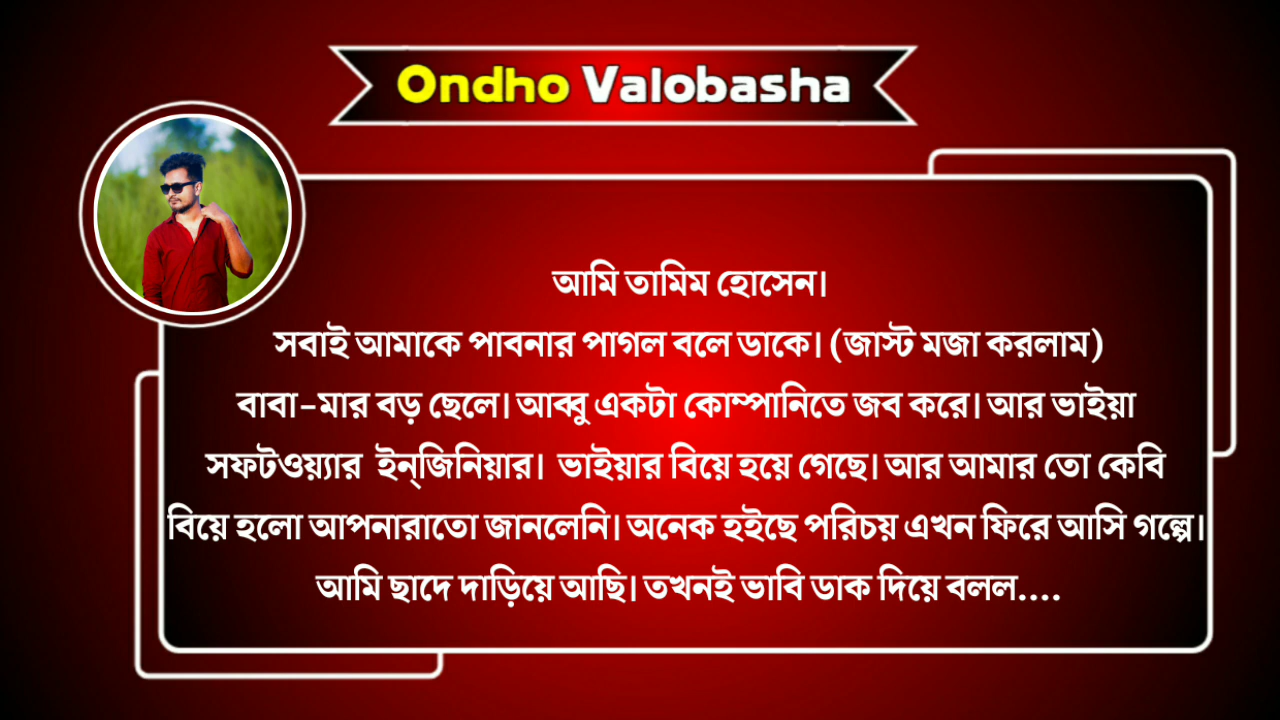 Ondho Valobasha
আমি তামিম হোসেন।
সবাই আমাকে পাবনার পাগল বলে ডাকে। (জাস্ট মজা করলাম)
বাবা-মার বড় ছেলে। আব্বু একটা কোম্পানিতে জব করে। আর ভাইয়া
সফটওয়্যার ইন্‌জিনিয়ার। ভাইয়ার বিয়ে হয়ে গেছে। আর আমার তো কেবি
বিয়ে হলো আপনারাতো জানলেনি। অনেক হইছে পরিচয় এখন ফিরে আসি গল্পে।
আমি ছাদে দাড়িয়ে আছি। তখনই ভাবি ডাক দিয়ে বলল....